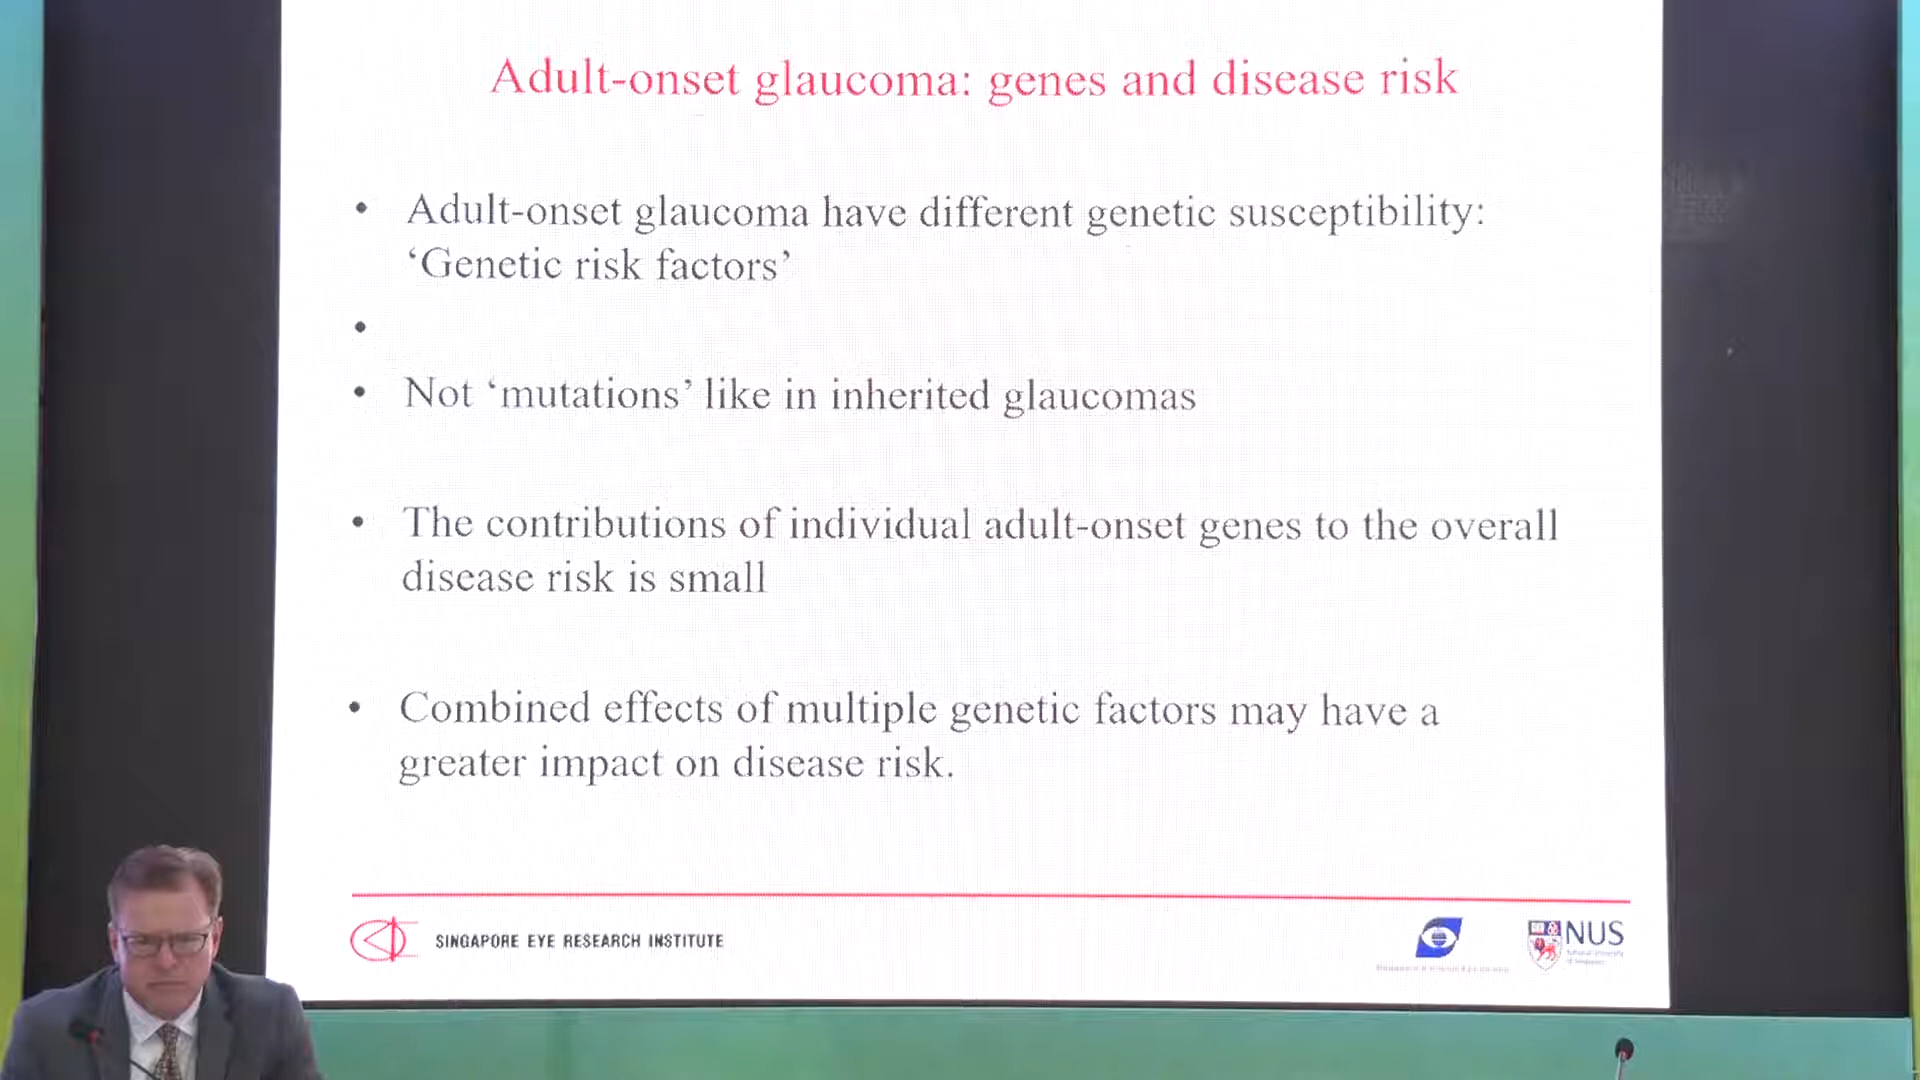 Adult-onset glaucoma: genes and disease risk
• Adult-onset glaucoma have different genetic susceptibility:
‘Genetic risk factors’
•
• Not ‘mutations’ like in inherited glaucomas
• The contributions of individual adult-onset genes to the overall
disease risk is small
• Combined effects of multiple genetic factors may have a
greater impact on disease risk.
SINGAPORE EYE RESEARCH INSTITUTE
NUS
National University
of Singapore